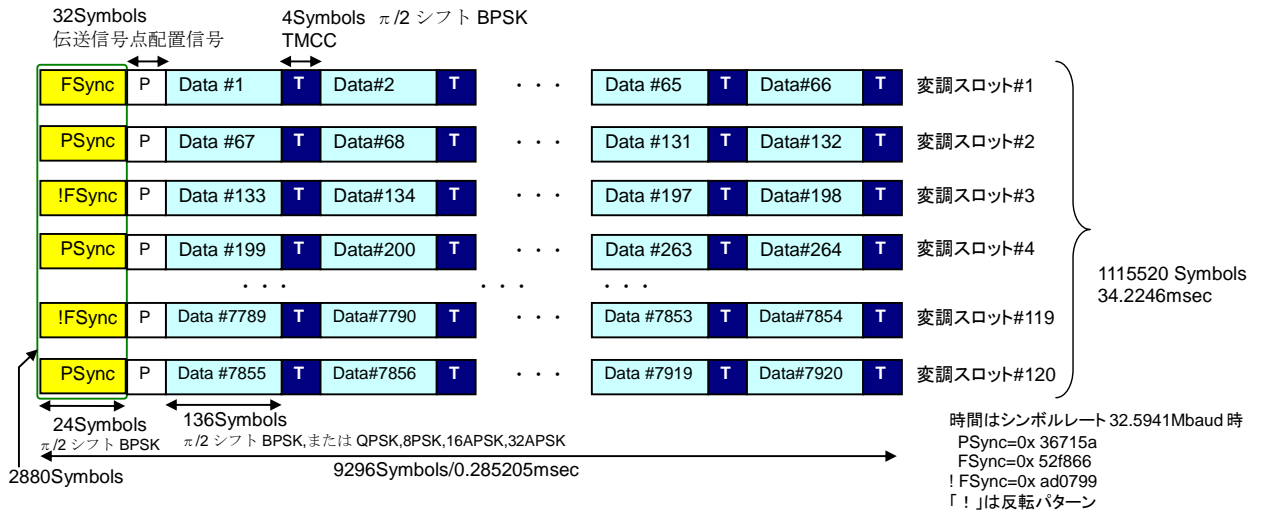 32Symbols
伝送信号点配置信号
4Symbols π/2 シフト BPSK
TMCC
FSync P Data #1 T Data#2 T ・・・ Data #65 T Data#66 T 変調スロット#1
PSync P Data #67 T Data#68 T ・・・ Data #131 T Data#132 T 変調スロット#2
!FSync P Data #133 T Data#134 T ・・・ Data #197 T Data#198 T 変調スロット#3
PSync P Data #199 T Data#200 T ・・・ Data #263 T Data#264 T 変調スロット#4
・・・ ・・・ ・・・
!FSync P Data #7789 T Data#7790 T ・・・ Data #7853 T Data#7854 T 変調スロット#119
PSync P Data #7855 T Data#7856 T ・・・ Data #7919 T Data#7920 T 変調スロット#120
1115520 Symbols
34.2246msec
24Symbols
π/2 シフト BPSK
136Symbols
π/2 シフト BPSK,または QPSK,8PSK,16APSK,32APSK
2880Symbols
9296Symbols/0.285205msec
時間はシンボルレート 32.5941Mbaud 時
PSync=0x 36715a
FSync=0x 52f866
! FSync=0x ad0799
「！」は反転パターン